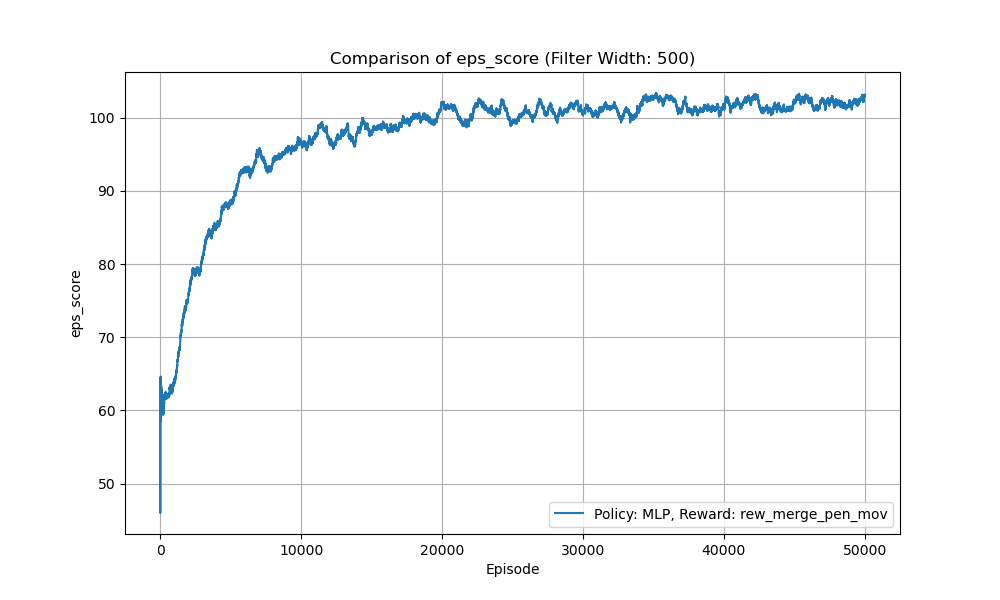 Comparison of eps_score (Filter Width: 500)
eps_score
100
90
80
70
60
50
Policy: MLP, Reward: rew_merge_pen_mov
0 10000 20000 30000 40000 50000
Episode